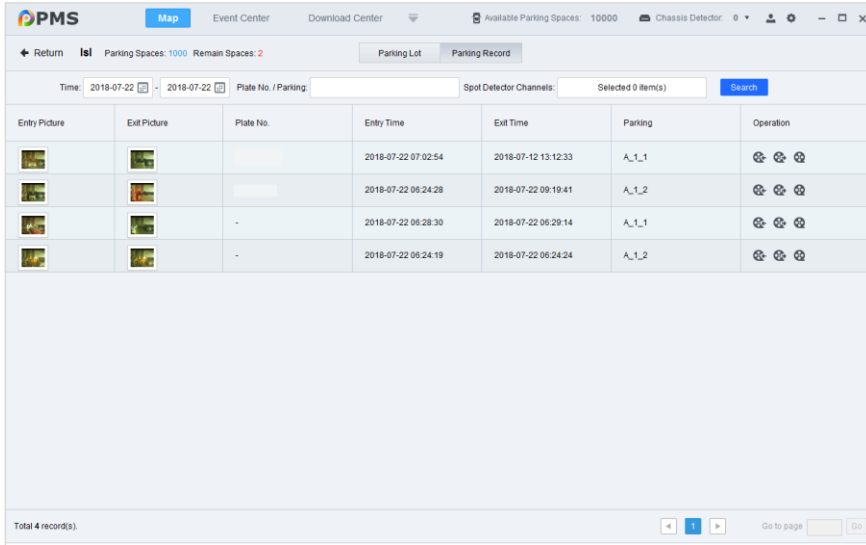 PPMS Map Event Center Download Center Available Parking Spaces: 10000 Chassis Detector: 0
Return lsl Parking Spaces: 1000 Remain Spaces: 2 Parking Lot Parking Record
Time: 2018-07-22 - 2018-07-22 Plate No. / Parking: Spot Detector Channels: Selected 0 item(s) Search
Entry Picture Exit Picture Plate No. Entry Time Exit Time Parking Operation
2018-07-22 07:02:54 2018-07-12 13:12:33 A_1_1
2018-07-22 06:24:28 2018-07-22 09:19:41 A_1_2
- 2018-07-22 06:28:30 2018-07-22 06:29:14 A_1_1
- 2018-07-22 06:24:19 2018-07-22 06:24:24 A_1_2
Total 4 record(s). 1 Go to page Go